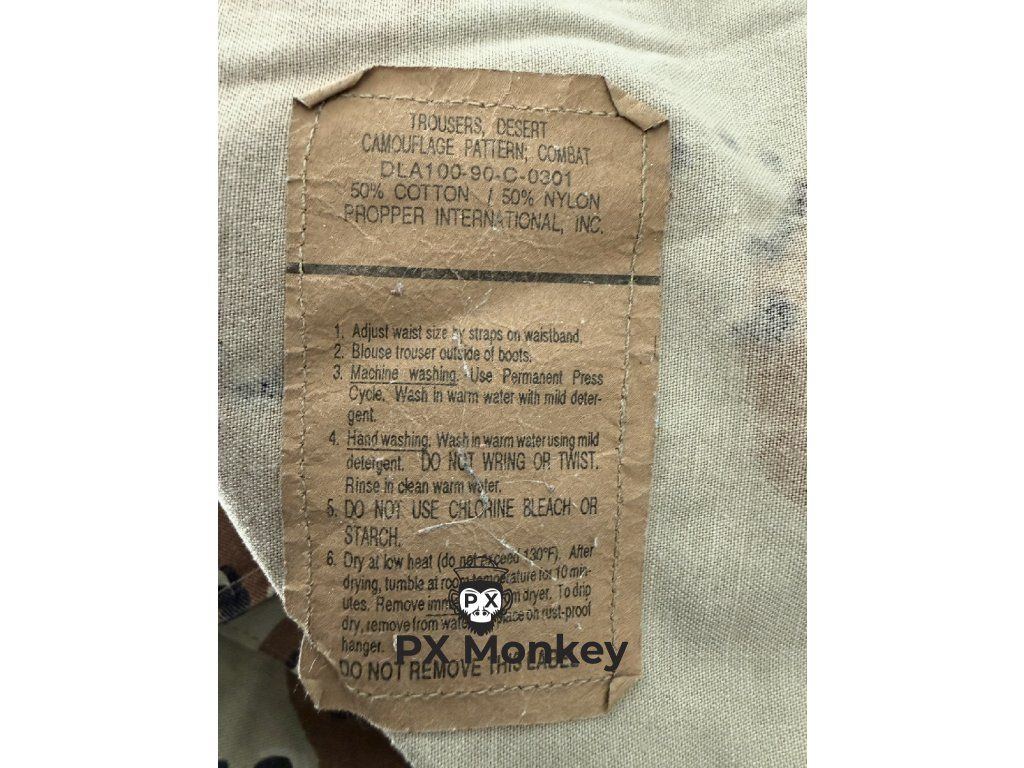 TROUSERS, DESERT
CAMOUFLAGE PATTERN; COMBAT
DLA100-90-C-0301
50% COTTON / 50% NYLON
PROPPER INTERNATIONAL, INC.
1. Adjust waist size by straps on waistband.
2. Blouse trouser outside of boots.
3. Machine washing. Use Permanent Press
Cycle. Wash in warm water with mild deter-
gent.
4. Hand washing. Wash in warm water using mild
detergent. DO NOT WRING OR TWIST.
Rinse in clean warm water.
5. DO NOT USE CHLORINE BLEACH OR
STARCH.
6. Dry at low heat (do not exceed 130°F). After
drying, tumble at room temperature for 10 min-
utes. Remove dryer. To drip
dry, remove from place on rust-proof
hanger.
DO NOT REMOVE THIS LABEL
PX
PX Monkey